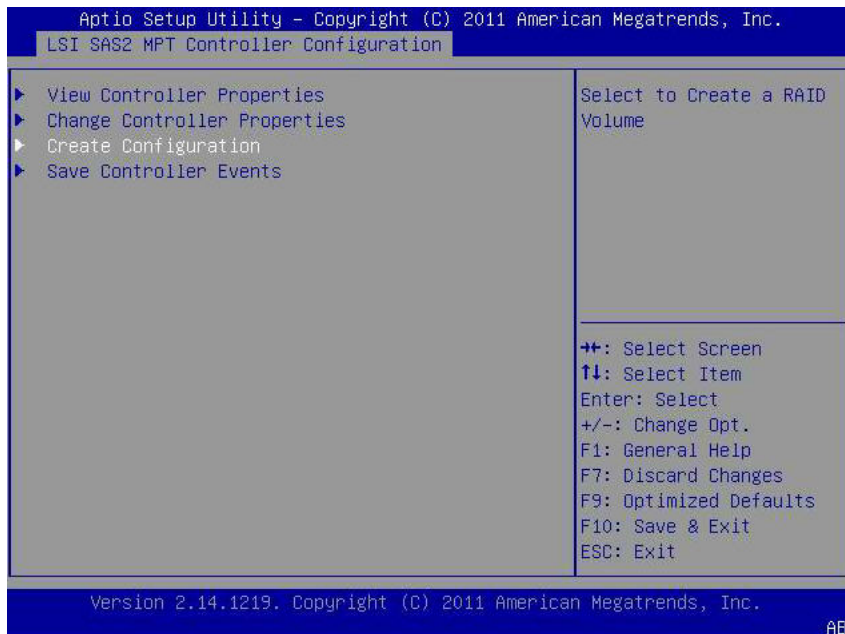 Aptio Setup Utility – Copyright (C) 2011 American Megatrends, Inc.
LSI SAS2 MPT Controller Configuration
View Controller Properties
Change Controller Properties
Create Configuration
Save Controller Events
Select to Create a RAID
Volume
→←: Select Screen
↑↓: Select Item
Enter: Select
+/-: Change Opt.
F1: General Help
F7: Discard Changes
F9: Optimized Defaults
F10: Save & Exit
ESC: Exit
Version 2.14.1219. Copyright (C) 2011 American Megatrends, Inc.
AB